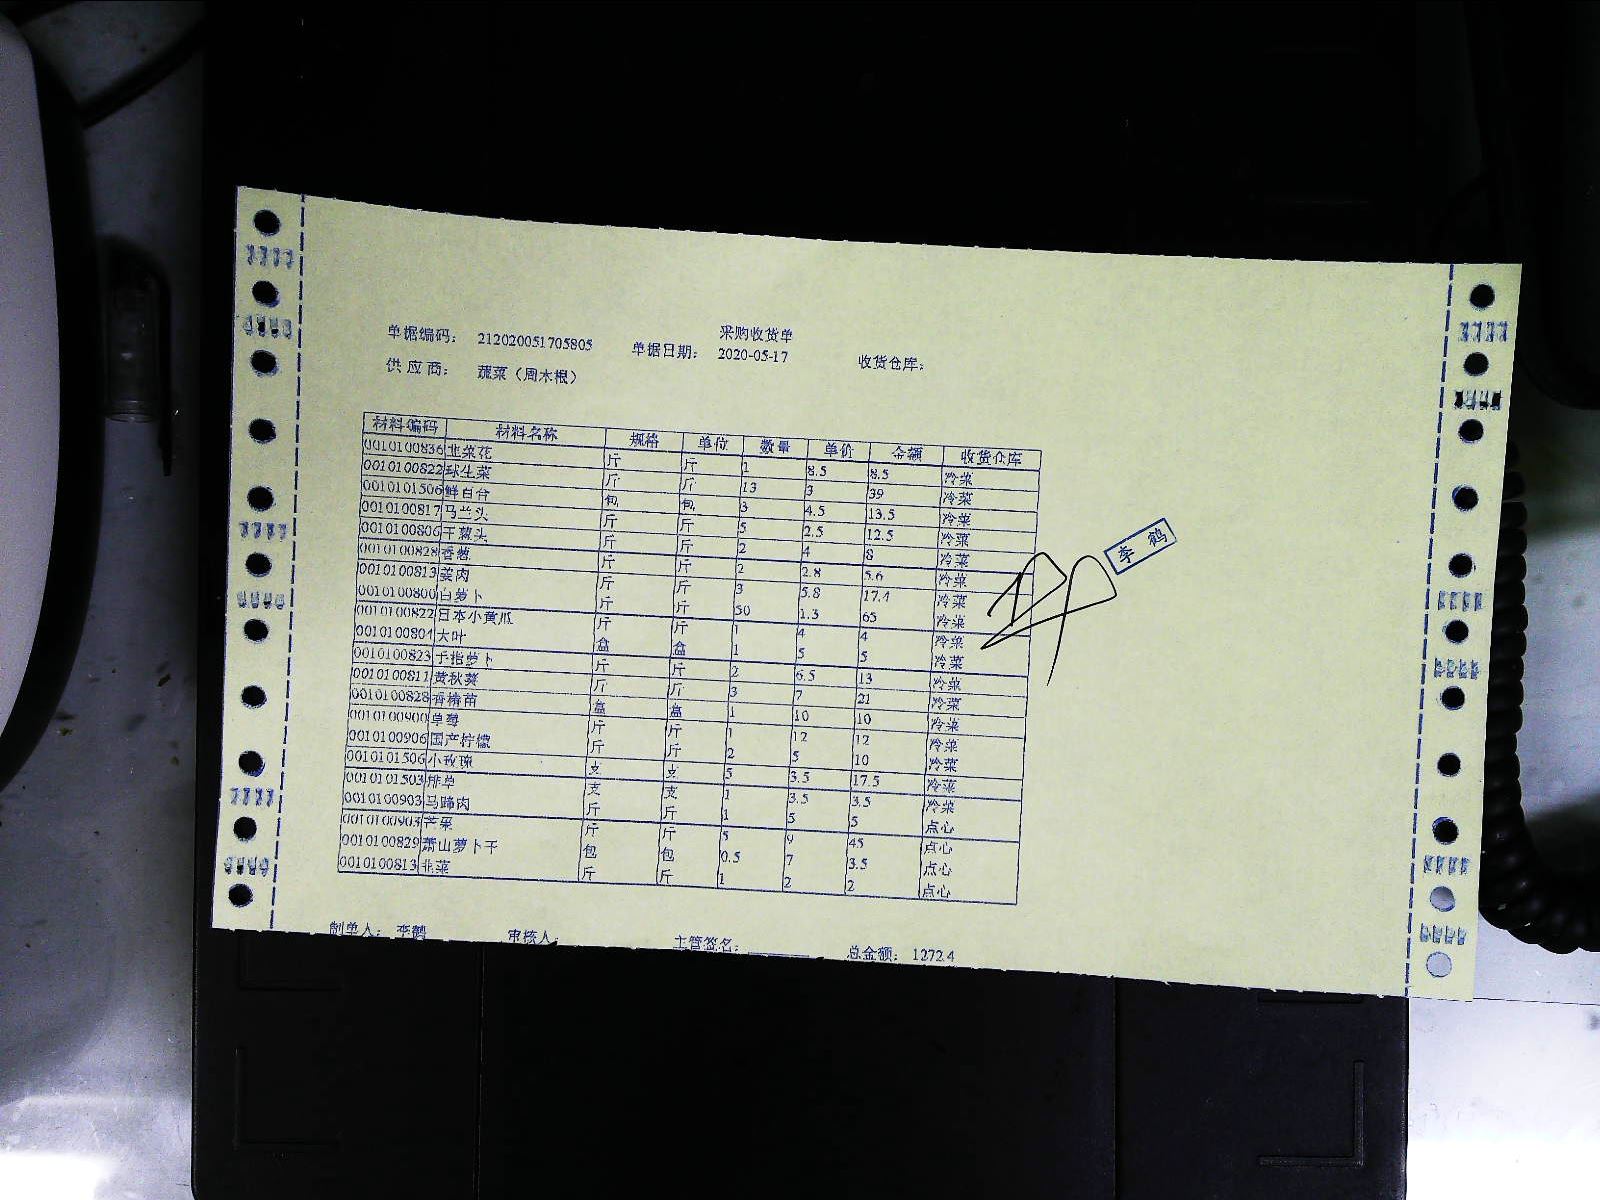 采购收货单
单据编码： 212020051705805 单据日期： 2020-05-17 收货仓库：
供 应 商： 蔬菜（周木根）
材料编码 材料名称 规格 单位 数量 单价 金额 收货仓库
0010100836 韭菜花 斤 斤 1 8.5 8.5 冷菜
0010100822 球生菜 斤 斤 13 3 39 冷菜
0010101506 鲜百合 包 包 3 4.5 13.5 冷菜
0010100817 马兰头 斤 斤 5 2.5 12.5 冷菜
0010100806 干葱头 斤 斤 2 4 8 冷菜
0010100828 香葱 斤 斤 2 2.8 5.6 冷菜
0010100813 姜肉 斤 斤 3 5.8 17.4 冷菜
0010100800 白萝卜 斤 斤 50 1.3 65 冷菜
0010100822 日本小黄瓜 斤 斤 1 4 4 冷菜
0010100804 大叶 盒 盒 1 5 5 冷菜
0010100823 手指萝卜 斤 斤 2 6.5 13 冷菜
0010100811 黄秋葵 斤 斤 3 7 21 冷菜
0010100828 香椿苗 盒 盒 1 10 10 冷菜
0010100900 草莓 斤 斤 1 12 12 冷菜
0010100906 国产柠檬 斤 斤 2 5 10 冷菜
0010101506 小玫瑰 支 支 5 3.5 17.5 冷菜
0010101503 排草 支 支 1 3.5 3.5 冷菜
0010100903 马蹄肉 斤 斤 1 5 5 点心
0010100903 芒果 斤 斤 5 9 45 点心
0010100829 萧山萝卜干 包 包 0.5 7 3.5 点心
0010100813 韭菜 斤 斤 1 2 2 点心
李鹤
制单人： 李鹤 审核人： 主管签名： 总金额： 1272.4